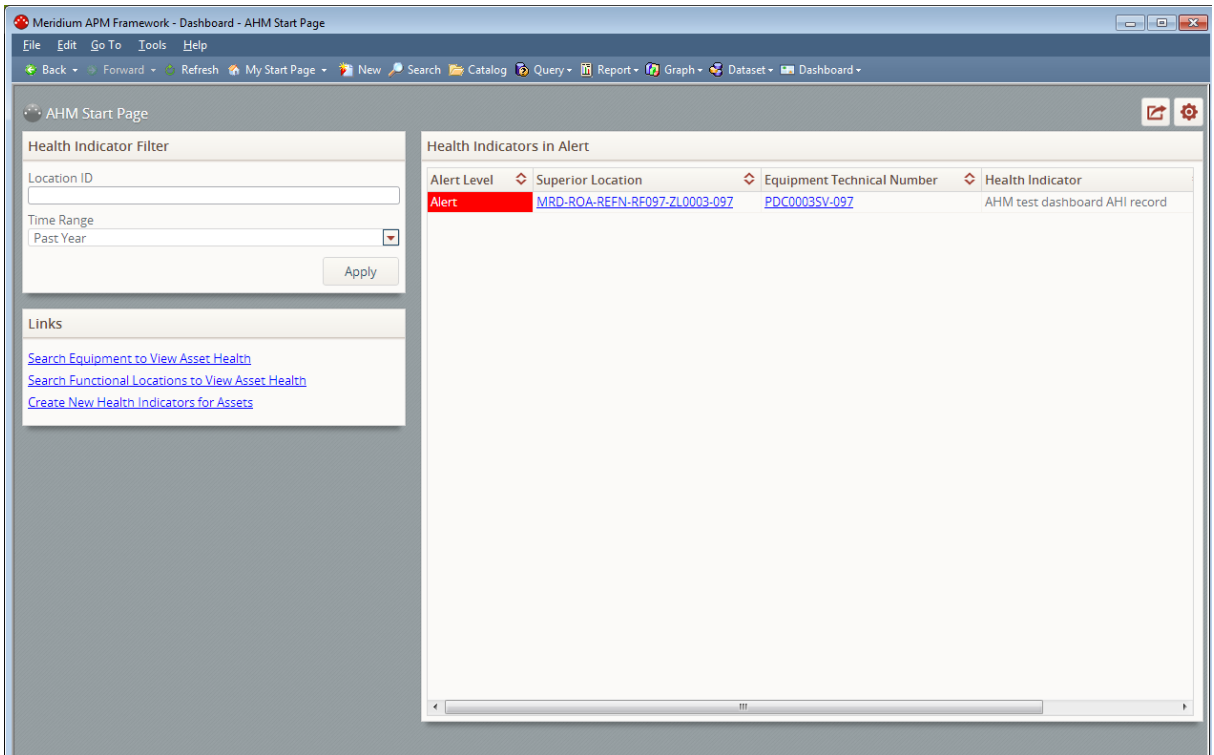 Meridium APM Framework - Dashboard - AHM Start Page
File Edit Go To Tools Help
Back Forward Refresh My Start Page New Search Catalog Query Report Graph Dataset Dashboard
AHM Start Page
Health Indicator Filter
Location ID
Time Range
Past Year
Apply
Links
Search Equipment to View Asset Health
Search Functional Locations to View Asset Health
Create New Health Indicators for Assets
Health Indicators in Alert
Alert Level Superior Location Equipment Technical Number Health Indicator
Alert MRD-ROA-REFN-RF097-ZL0003-097 PDC0003SV-097 AHM test dashboard AHI record